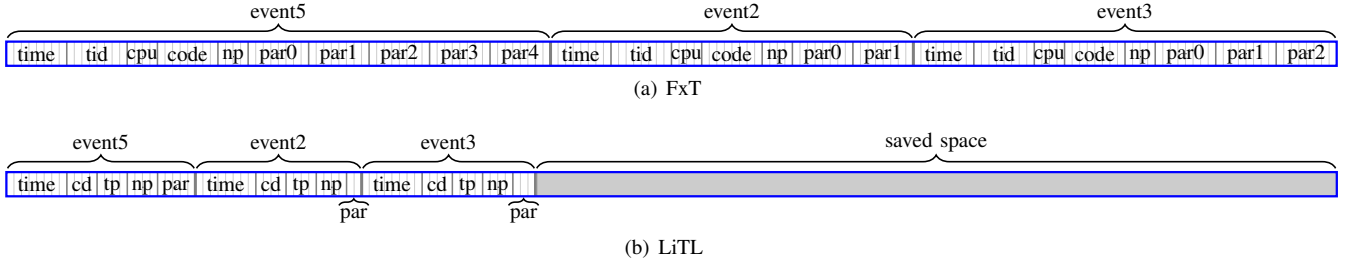 event5 event2 event3
time tid cpu code np par0 par1 par2 par3 par4 time tid cpu code np par0 par1 time tid cpu code np par0 par1 par2
(a) FxT
event5 event2 event3 saved space
time cd tp np par time cd tp np time cd tp np
par par
(b) LiTL